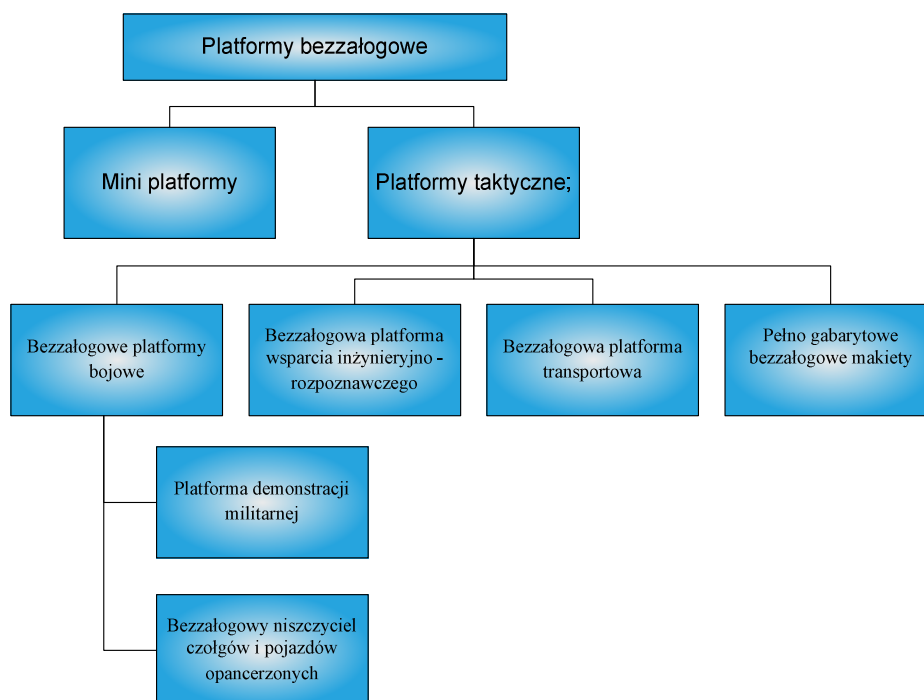 Platformy bezzałogowe
Mini platformy
Platformy taktyczne;
Bezzałogowe platformy
bojowe
Bezzałogowa platforma
wsparcia inżynieryjno -
rozpoznawczego
Bezzałogowa platforma
transportowa
Pełno gabarytowe
bezzałogowe makiety
Platforma demonstracji
militarnej
Bezzałogowy niszczyciel
czołgów i pojazdów
opancerzonych